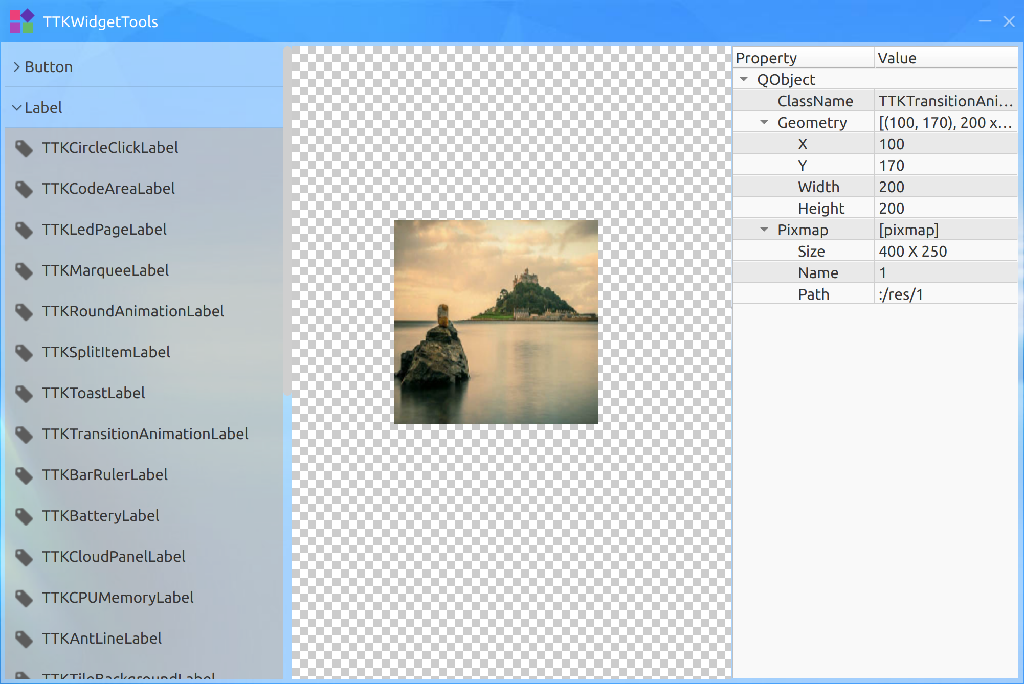 TTKWidgetTools
Button
Label
TTKCircleClickLabel
TTKCodeAreaLabel
TTKLedPageLabel
TTKMarqueeLabel
TTKRoundAnimationLabel
TTKSplitItemLabel
TTKToastLabel
TTKTransitionAnimationLabel
TTKBarRulerLabel
TTKBatteryLabel
TTKCloudPanelLabel
TTKCPUMemoryLabel
TTKAntLineLabel
TTKTileBackgroundLabel
Property Value
QObject
ClassName TTKTransitionAni...
Geometry [(100, 170), 200 x...
X 100
Y 170
Width 200
Height 200
Pixmap [pixmap]
Size 400 X 250
Name 1
Path :/res/1